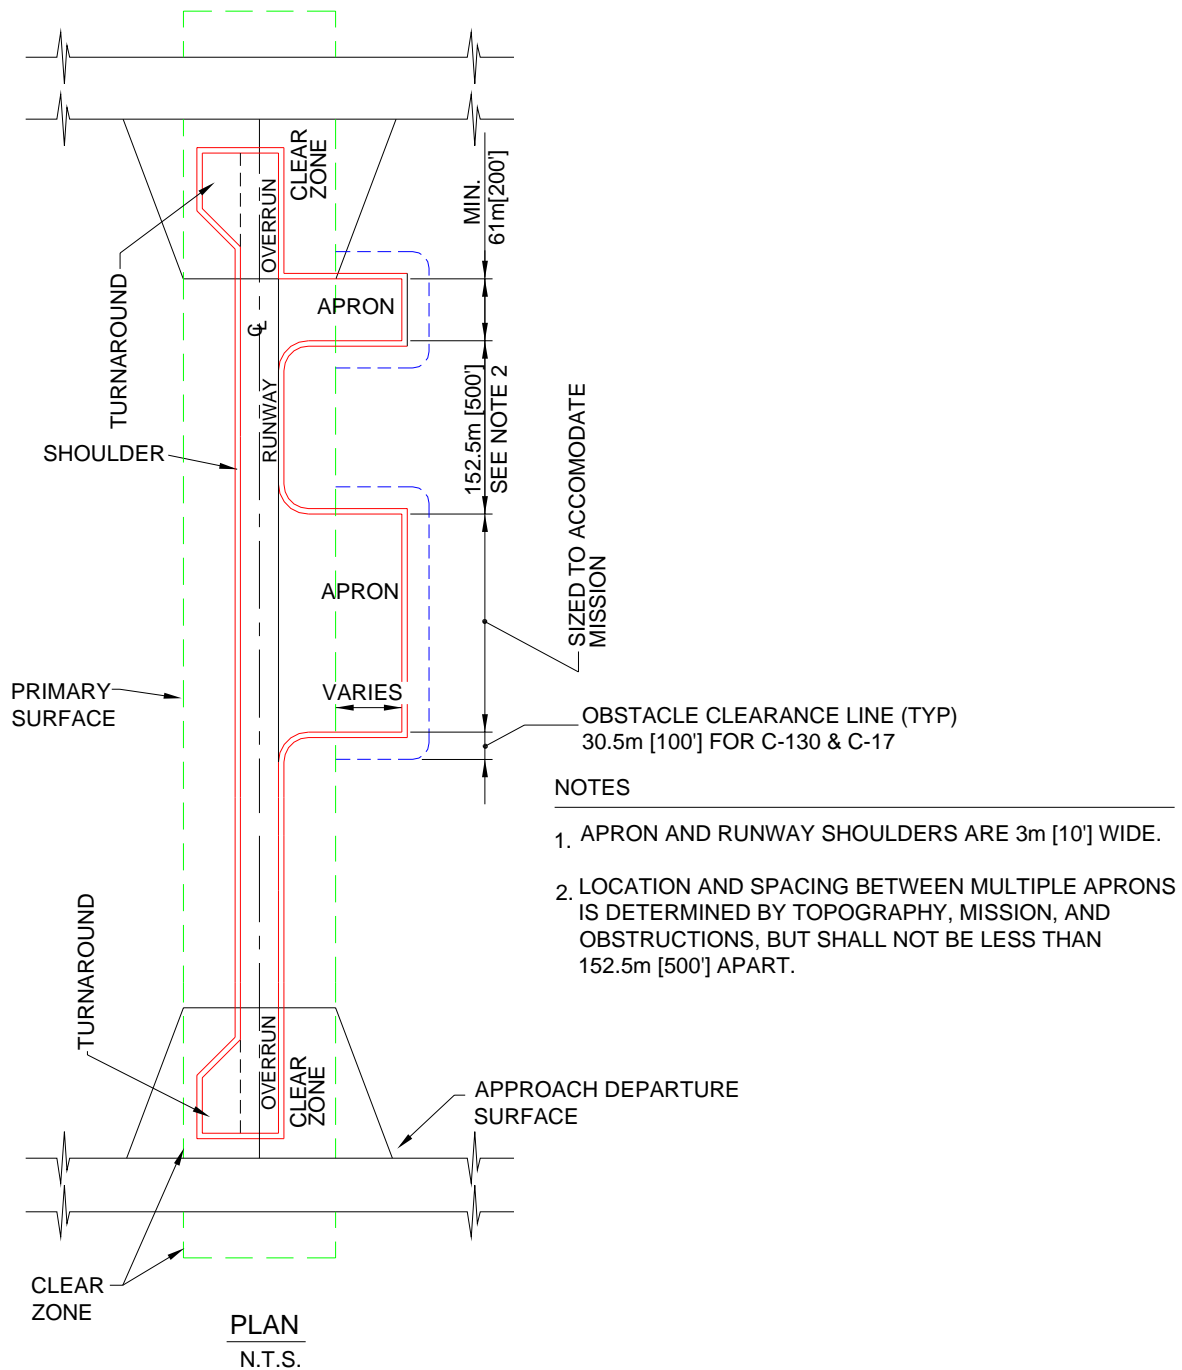 CLEAR
ZONE
OVERRUN
MIN.
61m[200']
TURNAROUND
APRON
℄
RUNWAY
152.5m [500']
SEE NOTE 2
SHOULDER
SIZED TO ACCOMODATE
MISSION
APRON
PRIMARY
SURFACE
VARIES
OBSTACLE CLEARANCE LINE (TYP)
30.5m [100'] FOR C-130 & C-17
NOTES
1. APRON AND RUNWAY SHOULDERS ARE 3m [10'] WIDE.
2. LOCATION AND SPACING BETWEEN MULTIPLE APRONS
IS DETERMINED BY TOPOGRAPHY, MISSION, AND
OBSTRUCTIONS, BUT SHALL NOT BE LESS THAN
152.5m [500'] APART.
TURNAROUND
OVERRUN
CLEAR
ZONE
APPROACH DEPARTURE
SURFACE
CLEAR
ZONE
PLAN
N.T.S.